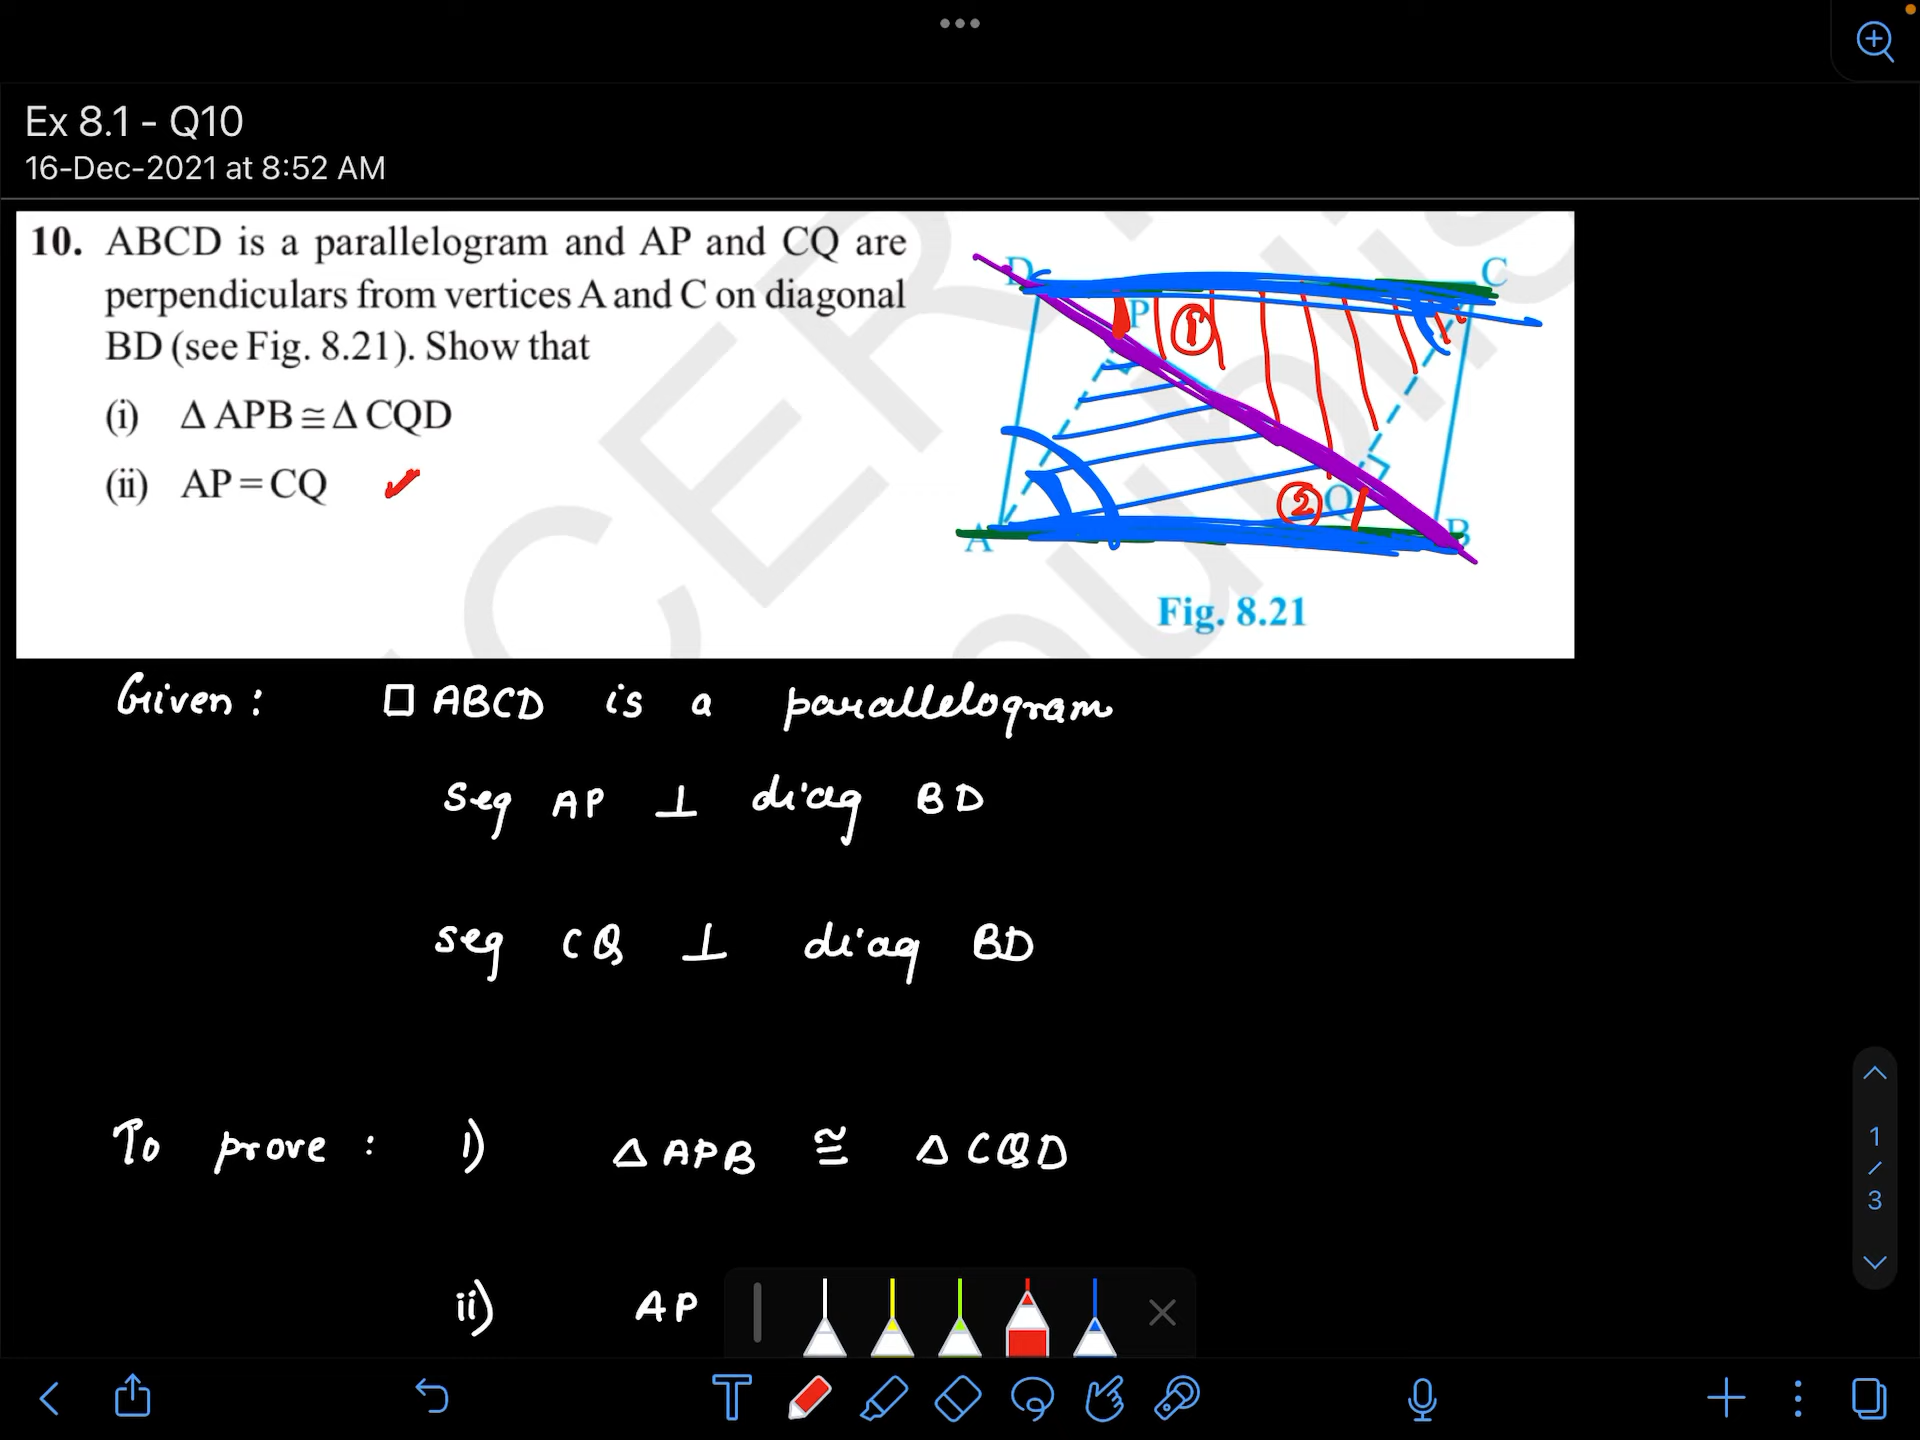 Ex 8.1 - Q10
16-Dec-2021 at 8:52 AM
10. ABCD is a parallelogram and AP and CQ are
perpendiculars from vertices A and C on diagonal
BD (see Fig. 8.21). Show that
(i) Δ APB ≅ Δ CQD
(ii) AP = CQ
D
C
P
1
2
Q
A
B
Fig. 8.21
Given : □ ABCD is a parallelogram
seg AP ⊥ diag BD
seg CQ ⊥ diag BD
To prove : i) Δ APB ≅ Δ CQD
ii) AP
1
/
3
T